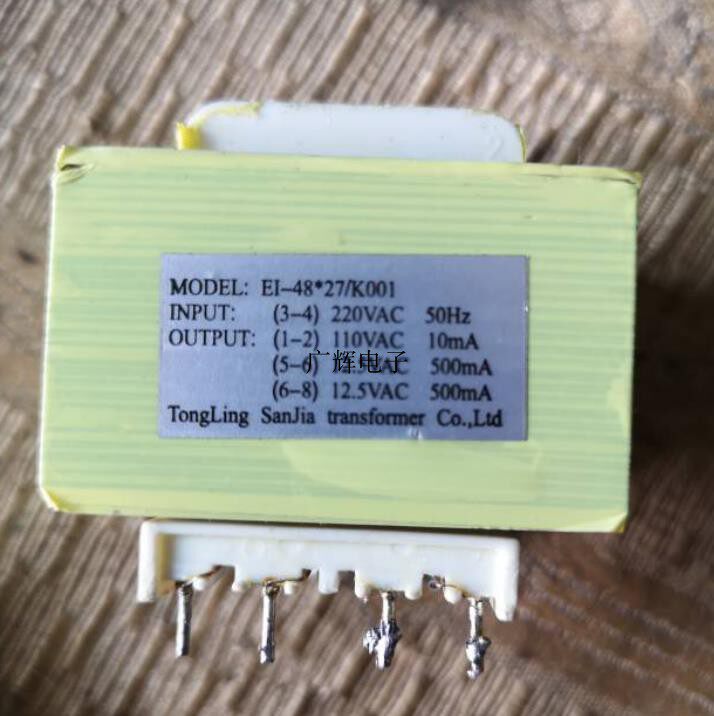 MODEL: EI-48*27/K001
INPUT: (3-4) 220VAC 50Hz
OUTPUT: (1-2) 110VAC 10mA
(5-6) 500mA
广辉电子
(6-8) 12.5VAC 500mA
TongLing SanJia transformer Co.,Ltd